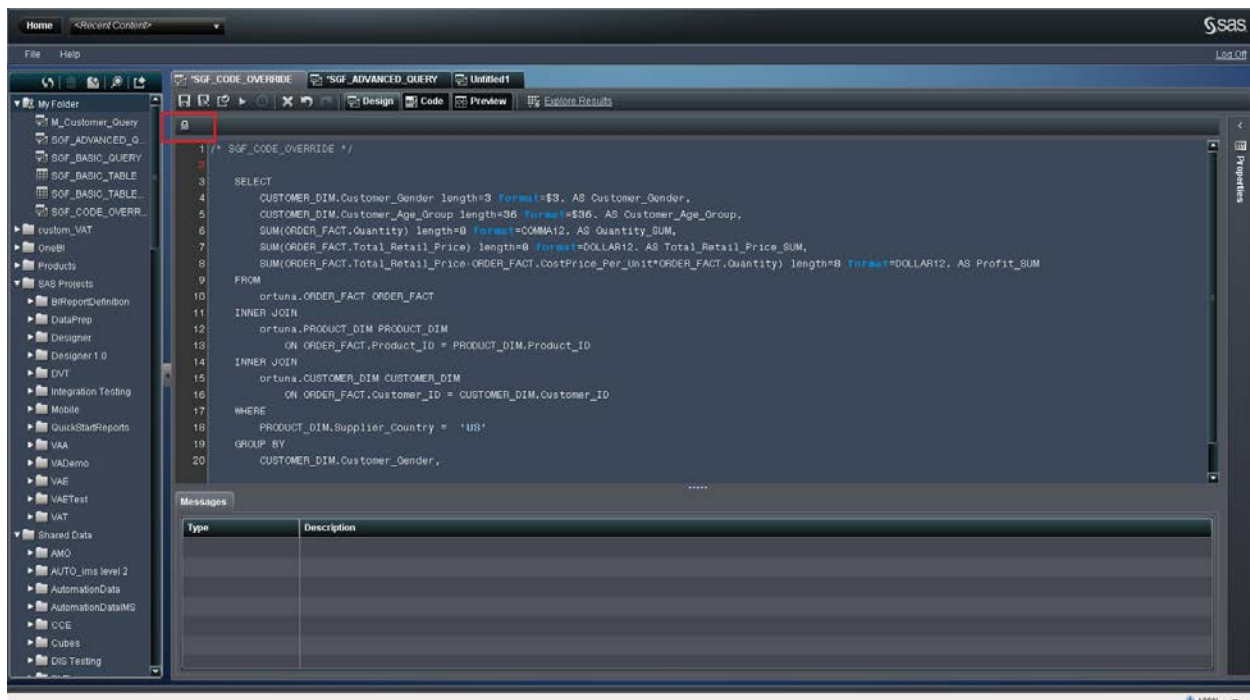 Home <Recent Content> sas
File Help Log Off
*SGF_CODE_OVERRIDE *SGF_ADVANCED_QUERY Untitled1
Design Code Preview Explore Results
My Folder
M_Customer_Query
SGF_ADVANCED_Q...
SGF_BASIC_QUERY
SGF_BASIC_TABLE
SGF_BASIC_TABLE...
SGF_CODE_OVERR...
custom_VAT
OneBI
Products
SAS Projects
BIReportDefinition
DataPrep
Designer
Designer 1.0
DVT
Integration Testing
Mobile
QuickStartReports
VAA
VADemo
VAE
VAETest
VAT
Shared Data
AMO
AUTO_ims level 2
AutomationData
AutomationDataIMS
CCE
Cubes
DIS Testing
1 /* SGF_CODE_OVERRIDE */
2
3 SELECT
4 CUSTOMER_DIM.Customer_Gender length=3 format=$3. AS Customer_Gender,
5 CUSTOMER_DIM.Customer_Age_Group length=36 format=$36. AS Customer_Age_Group,
6 SUM(ORDER_FACT.Quantity) length=8 format=COMMA12. AS Quantity_SUM,
7 SUM(ORDER_FACT.Total_Retail_Price) length=8 format=DOLLAR12. AS Total_Retail_Price_SUM,
8 SUM(ORDER_FACT.Total_Retail_Price-ORDER_FACT.CostPrice_Per_Unit*ORDER_FACT.Quantity) length=8 format=DOLLAR12. AS Profit_SUM
9 FROM
10 ortuna.ORDER_FACT ORDER_FACT
11 INNER JOIN
12 ortuna.PRODUCT_DIM PRODUCT_DIM
13 ON ORDER_FACT.Product_ID = PRODUCT_DIM.Product_ID
14 INNER JOIN
15 ortuna.CUSTOMER_DIM CUSTOMER_DIM
16 ON ORDER_FACT.Customer_ID = CUSTOMER_DIM.Customer_ID
17 WHERE
18 PRODUCT_DIM.Supplier_Country = 'US'
19 GROUP BY
20 CUSTOMER_DIM.Customer_Gender,
Properties
Messages
Type Description